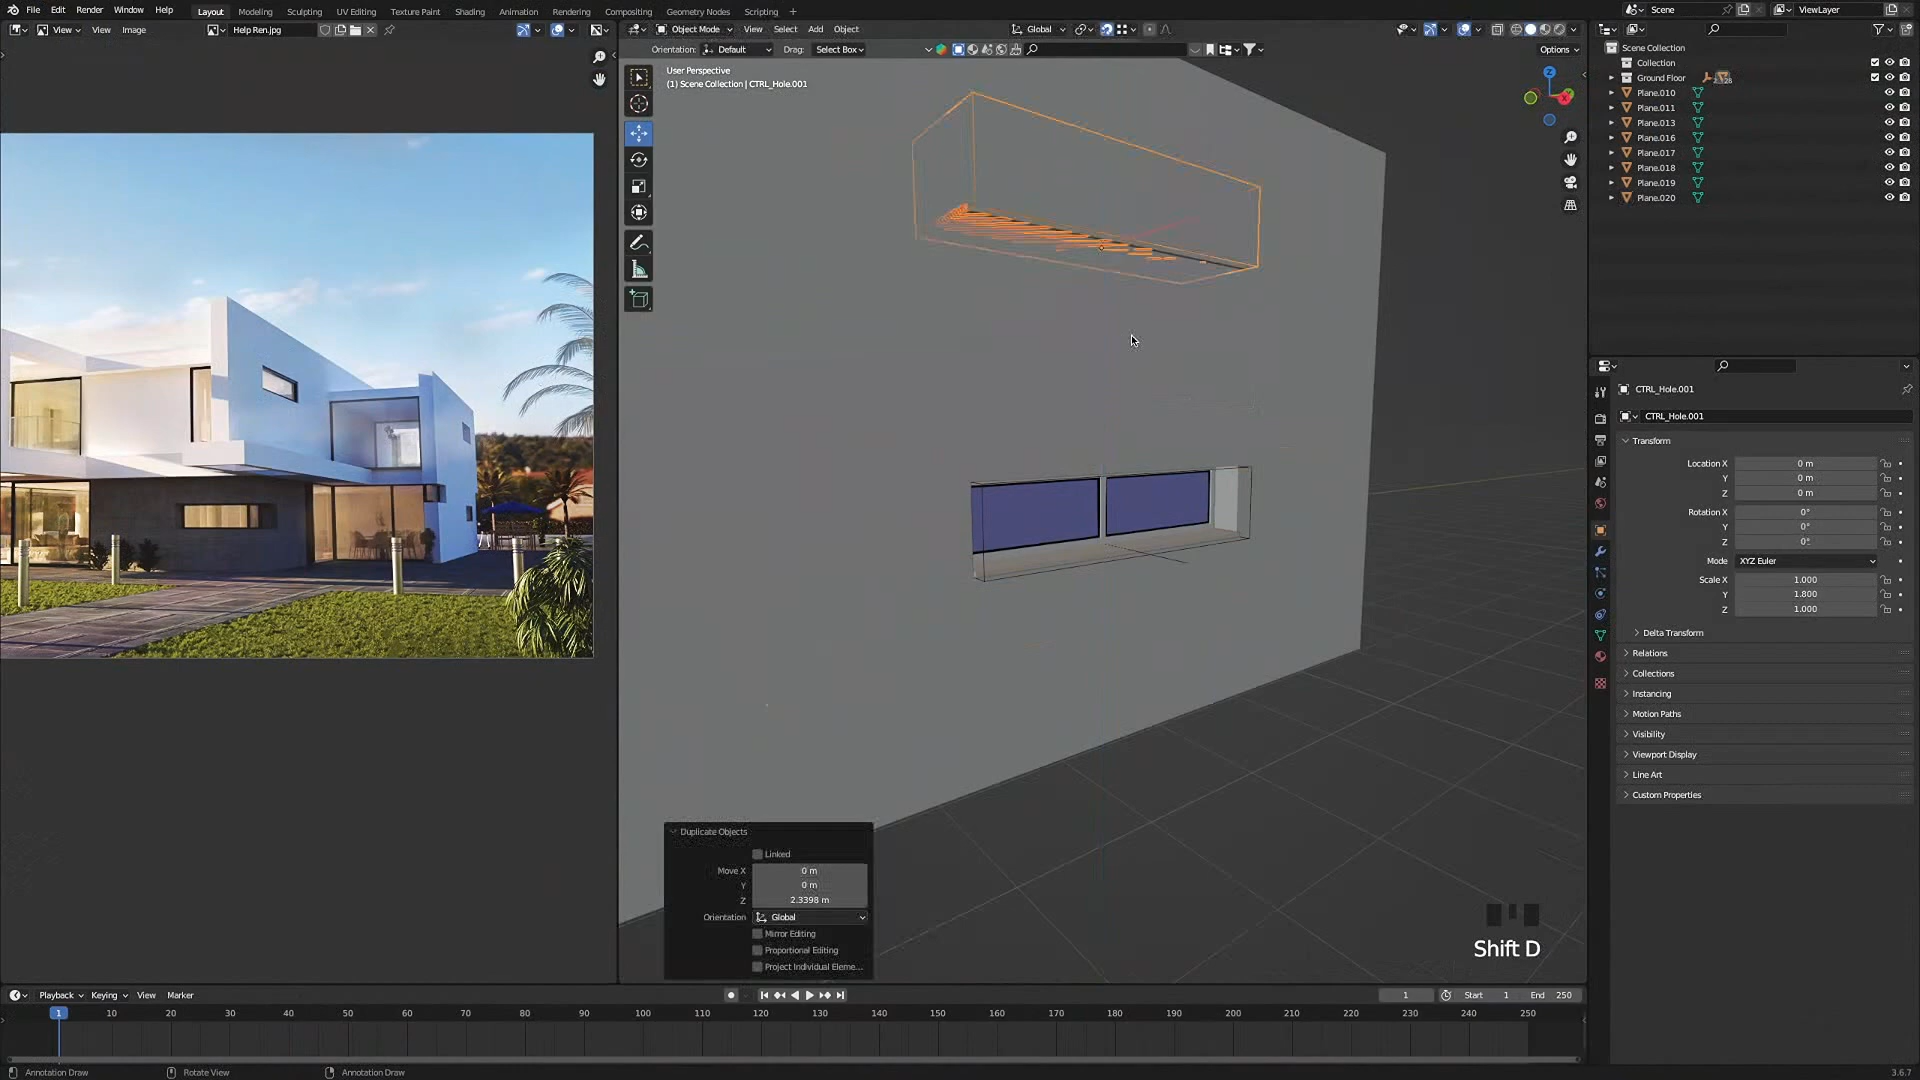 File Edit Render Window Help Layout Modeling Sculpting UV Editing Texture Paint Shading Animation Rendering Compositing Geometry Nodes Scripting + Scene ViewLayer
View View Image Help Ren.jpg Object Mode View Select Add Object Global
Orientation: Default Drag: Select Box Options
User Perspective
(1) Scene Collection | CTRL_Hole.001
Z
X
Scene Collection
Collection
Ground Floor
Plane.010
Plane.011
Plane.013
Plane.016
Plane.017
Plane.018
Plane.019
Plane.020
CTRL_Hole.001
CTRL_Hole.001
Transform
Location X 0 m
Y 0 m
Z 0 m
Rotation X 0°
Y 0°
Z 0°
Mode XYZ Euler
Scale X 1.000
Y 1.800
Z 1.000
Delta Transform
Relations
Collections
Instancing
Motion Paths
Visibility
Viewport Display
Line Art
Custom Properties
Duplicate Objects
Linked
Move X 0 m
Y 0 m
Z 2.3398 m
Orientation Global
Mirror Editing
Proportional Editing
Project Individual Eleme...
Shift D
Playback Keying View Marker 1 Start 1 End 250
1 10 20 30 40 50 60 70 80 90 100 110 120 130 140 150 160 170 180 190 200 210 220 230 240 250
Annotation Draw Rotate View Annotation Draw 3.6.7